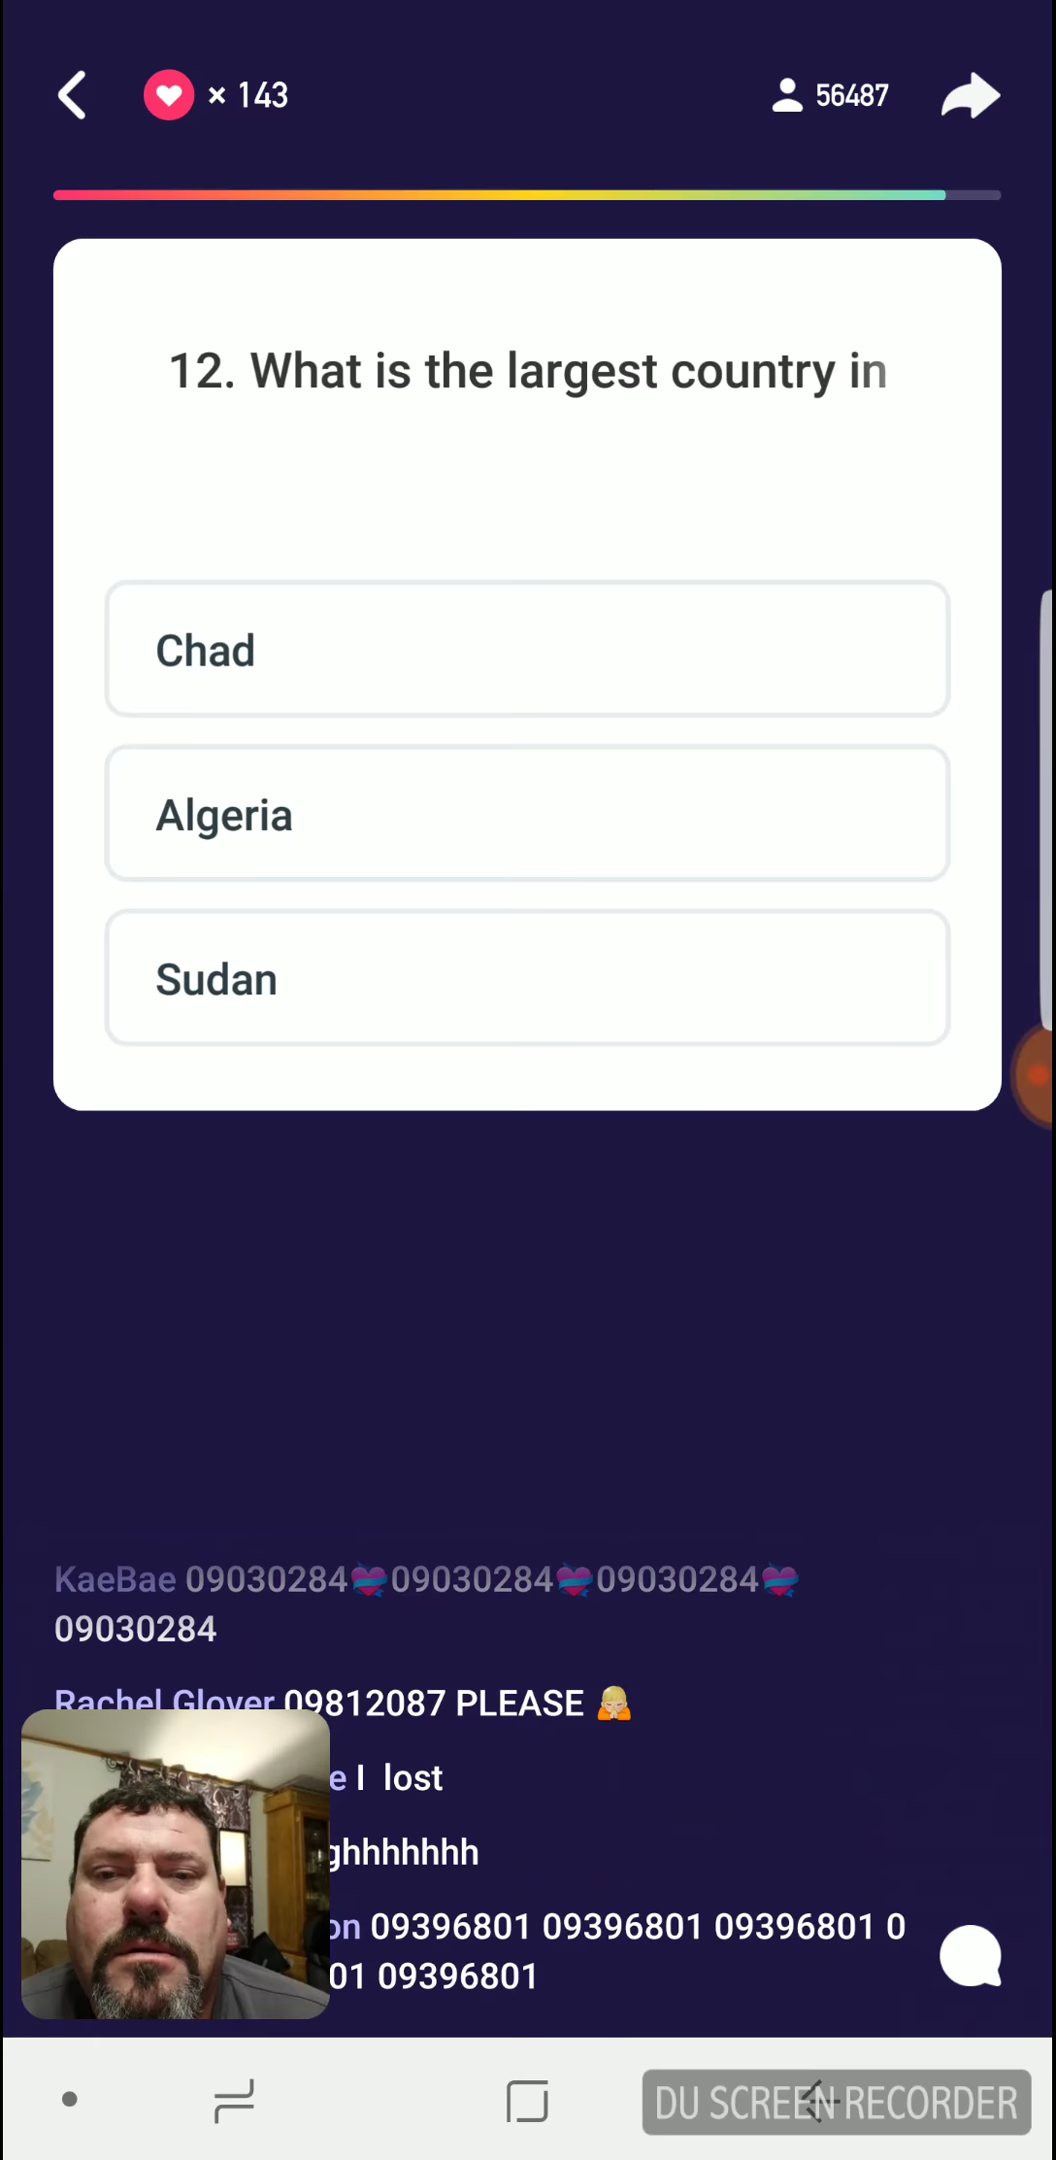 × 143
56487
12. What is the largest country in
Chad
Algeria
Sudan
KaeBae 09030284💘09030284💘09030284💘
09030284
Rachel Glover 09812087 PLEASE 🙏🏼
e I lost
ghhhhhhh
on 09396801 09396801 09396801 0
01 09396801
DU SCREEN RECORDER